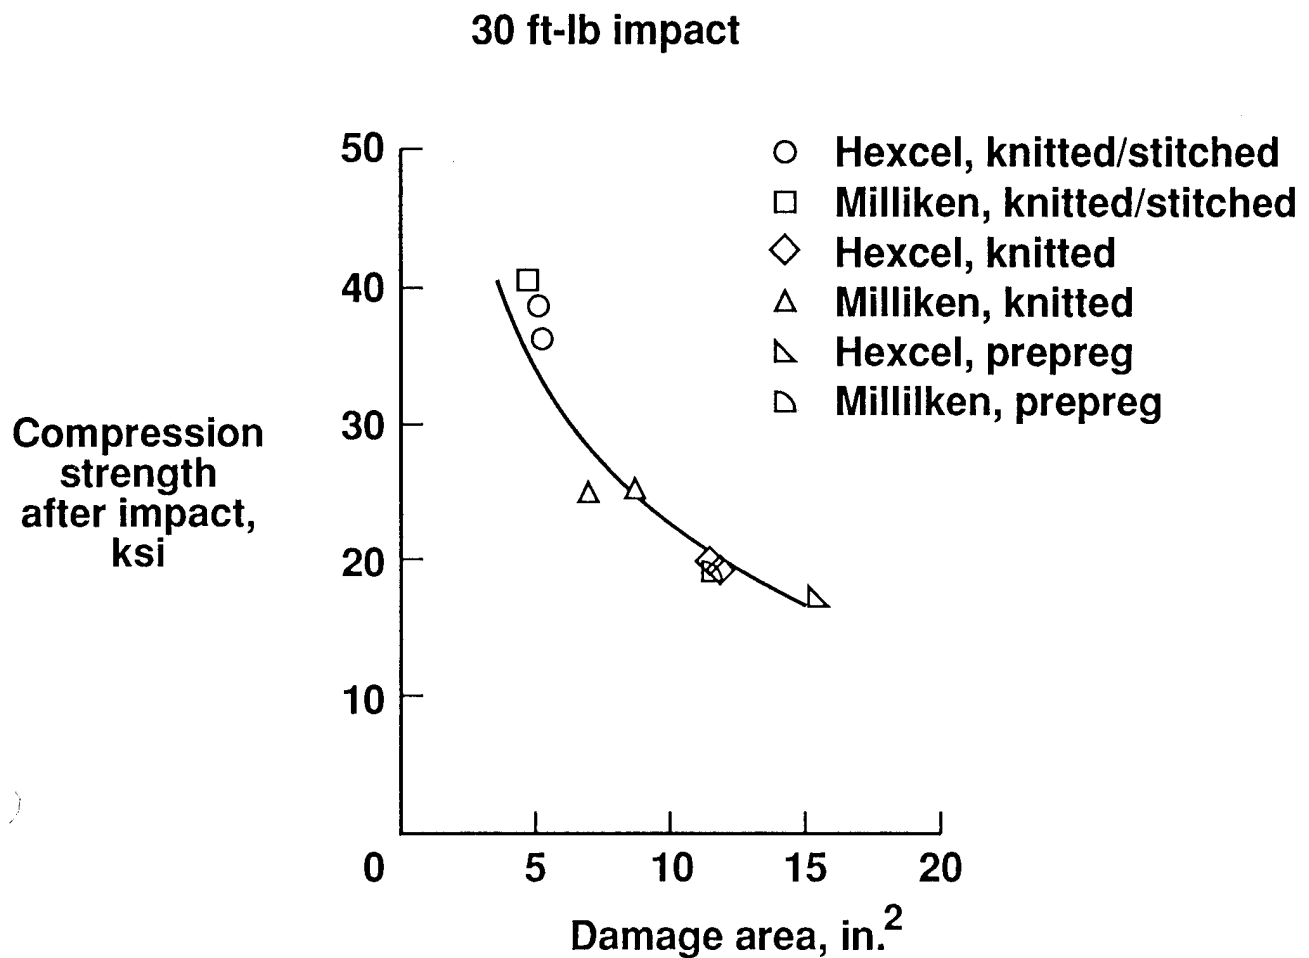 30 ft-lb impact
50
40
30
20
10
0
5
10
15
20
Compression
strength
after impact,
ksi
Damage area, in.2
Hexcel, knitted/stitched
Milliken, knitted/stitched
Hexcel, knitted
Milliken, knitted
Hexcel, prepreg
Millilken, prepreg